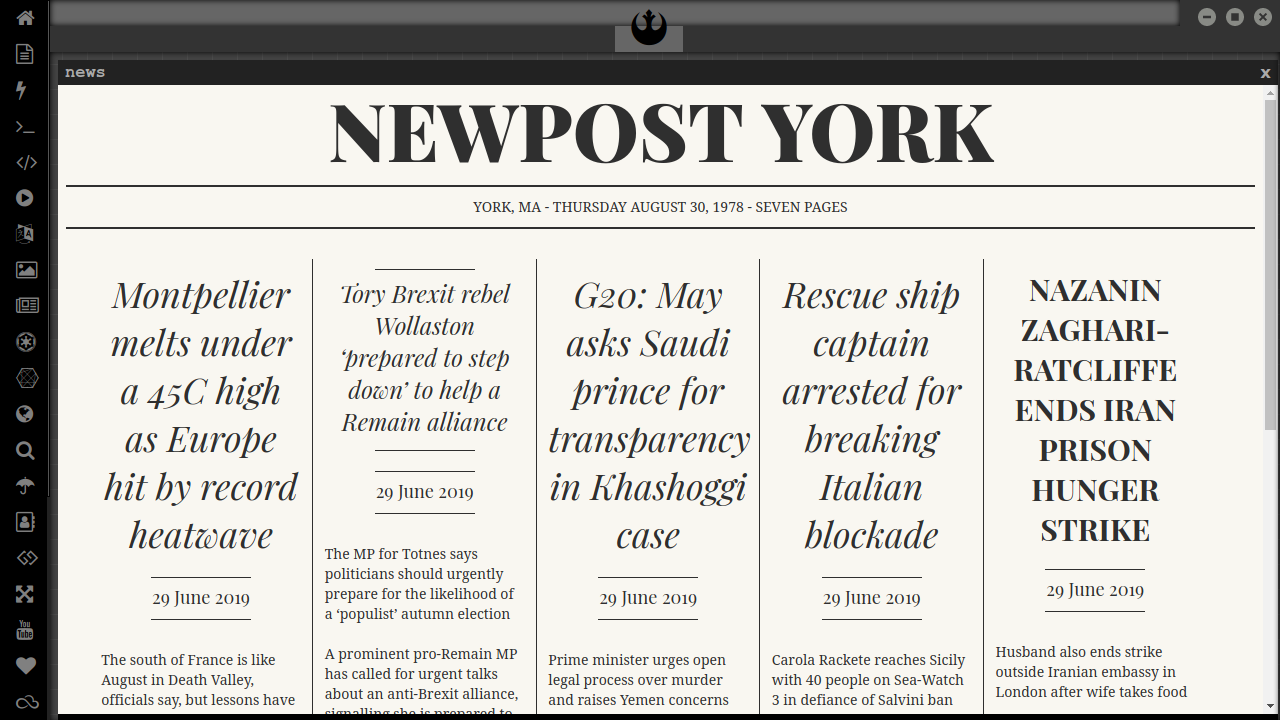 news
x
NEWPOST YORK
YORK, MA - THURSDAY AUGUST 30, 1978 - SEVEN PAGES
Montpellier
melts under
a 45C high
as Europe
hit by record
heatwave
29 June 2019
The south of France is like
August in Death Valley,
officials say, but lessons have
Tory Brexit rebel
Wollaston
‘prepared to step
down’ to help a
Remain alliance
29 June 2019
The MP for Totnes says
politicians should urgently
prepare for the likelihood of
a ‘populist’ autumn election
A prominent pro-Remain MP
has called for urgent talks
about an anti-Brexit alliance,
signalling she is prepared to
G20: May
asks Saudi
prince for
transparency
in Khashoggi
case
29 June 2019
Prime minister urges open
legal process over murder
and raises Yemen concerns
Rescue ship
captain
arrested for
breaking
Italian
blockade
29 June 2019
Carola Rackete reaches Sicily
with 40 people on Sea-Watch
3 in defiance of Salvini ban
NAZANIN
ZAGHARI-
RATCLIFFE
ENDS IRAN
PRISON
HUNGER
STRIKE
29 June 2019
Husband also ends strike
outside Iranian embassy in
London after wife takes food
You
Tube